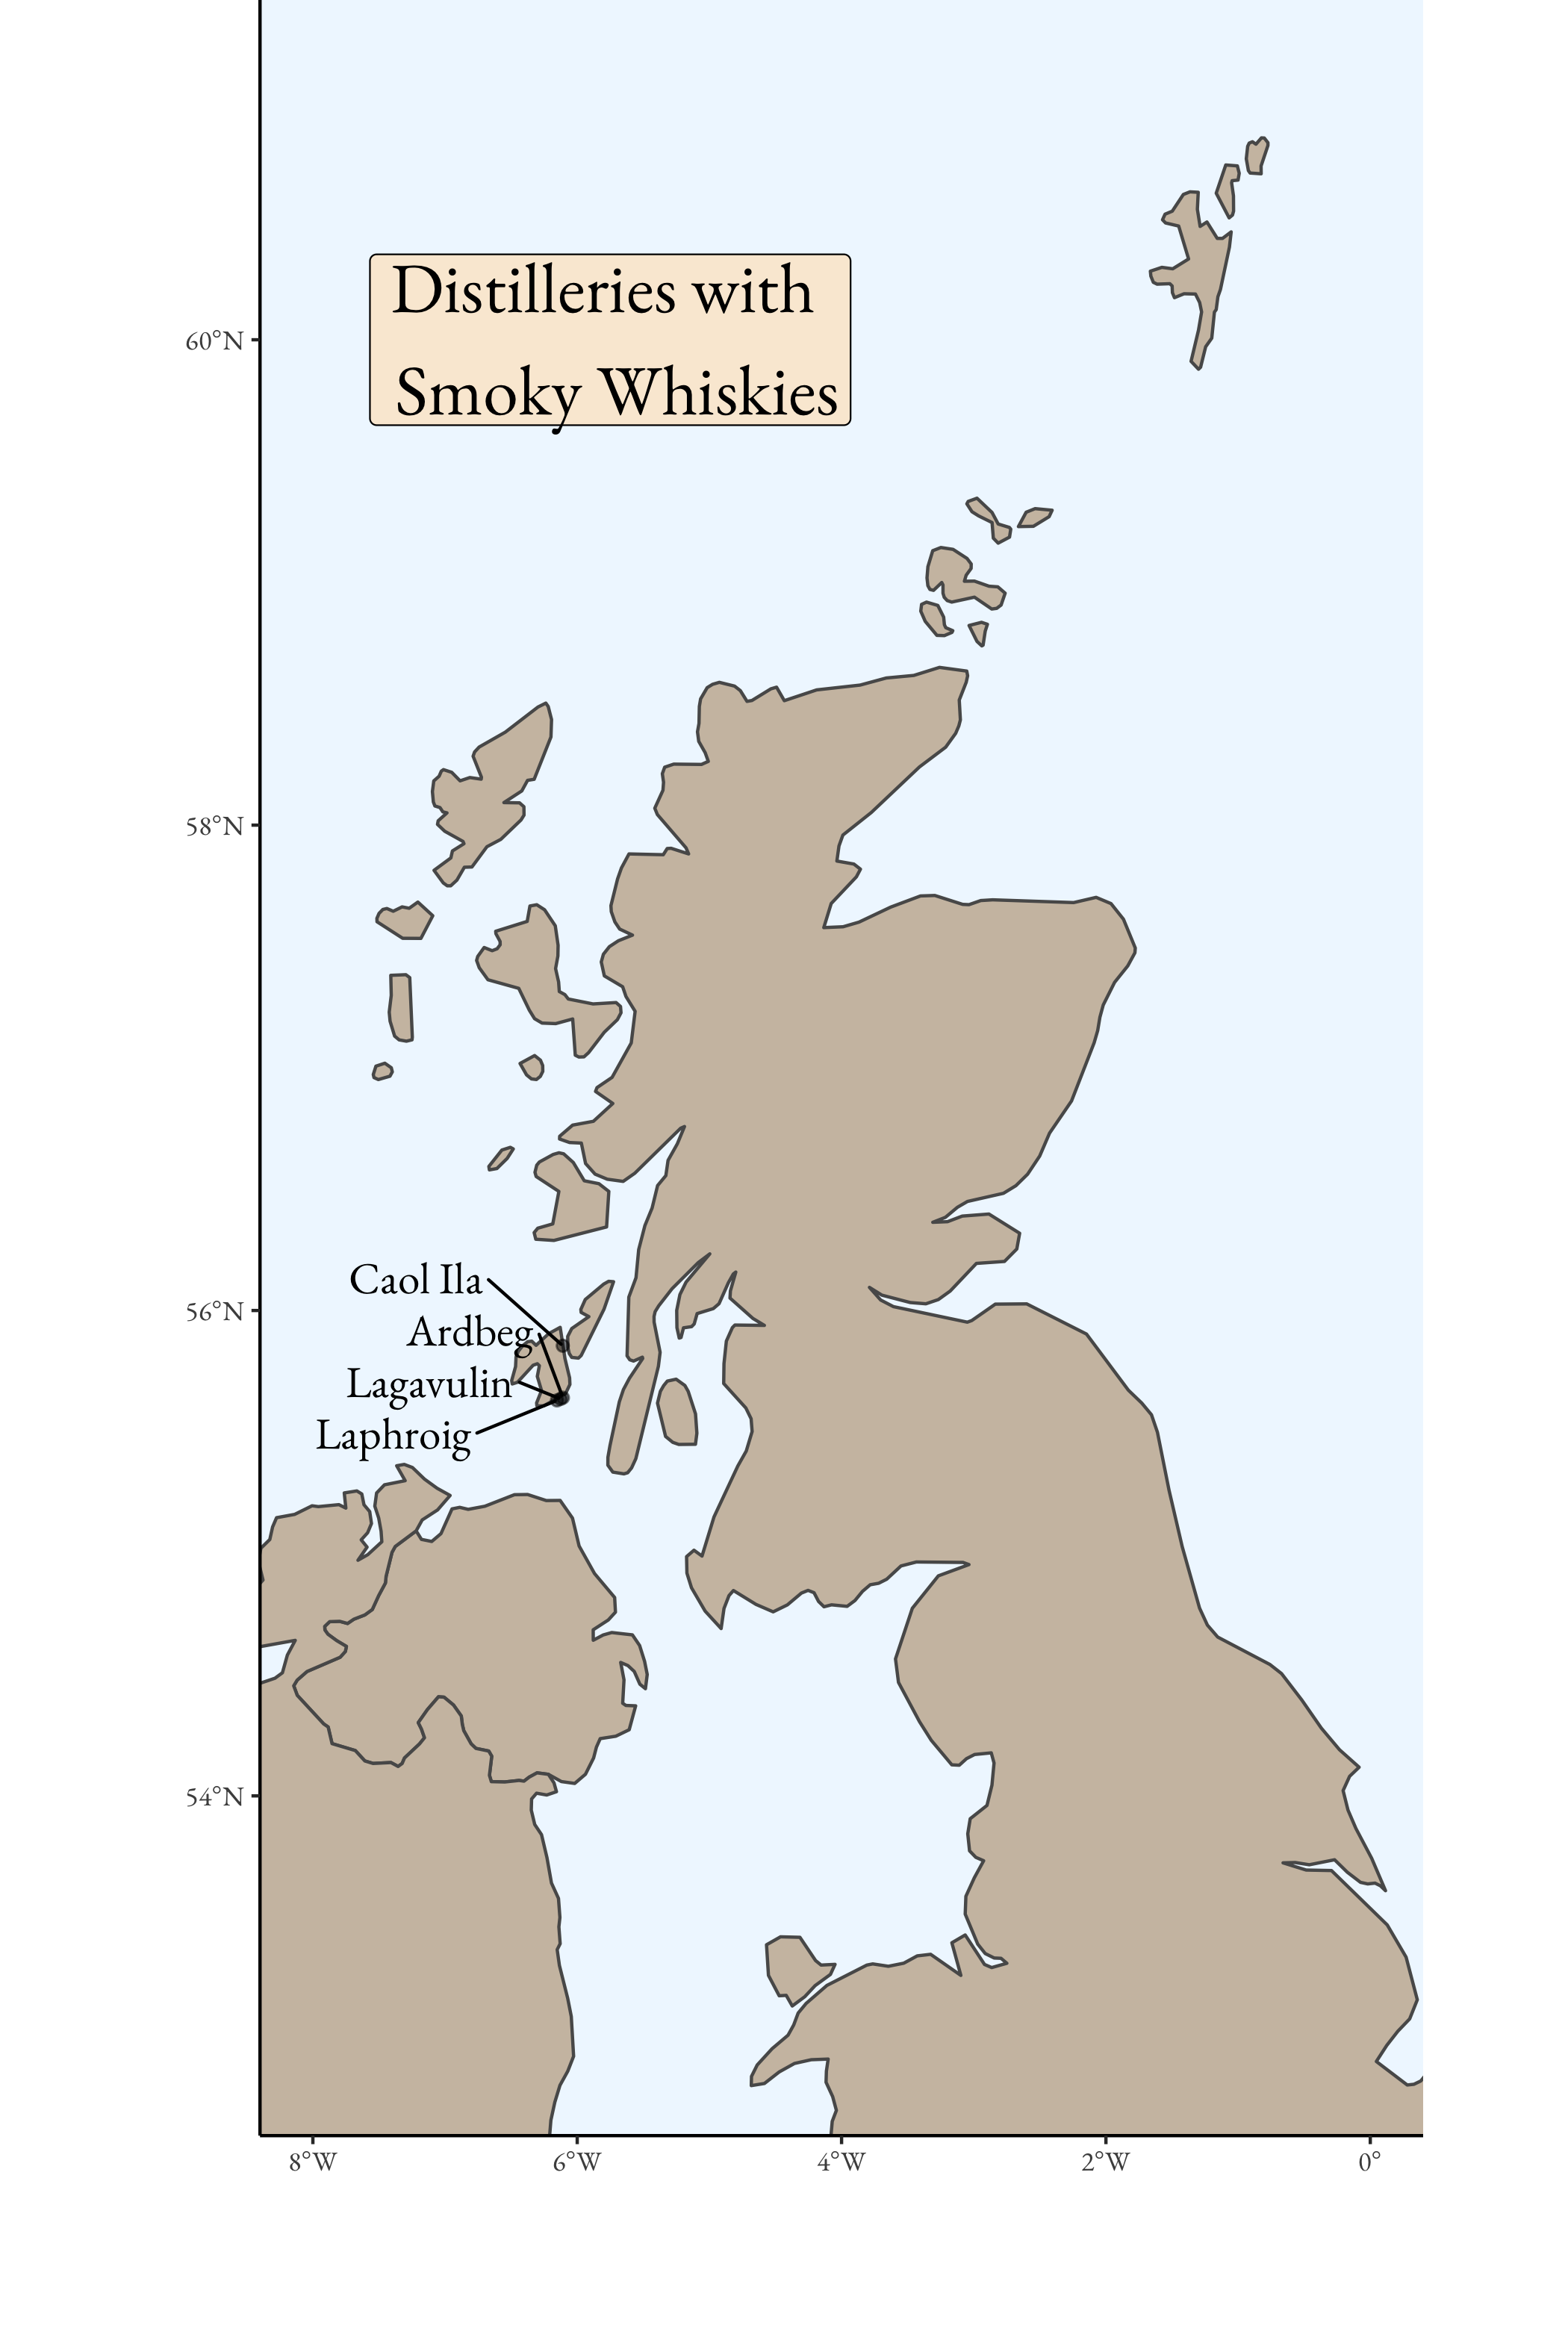 Distilleries with
Smoky Whiskies
60°N
58°N
56°N
54°N
Caol Ila
Ardbeg
Lagavulin
Laphroig
8°W
6°W
4°W
2°W
0°